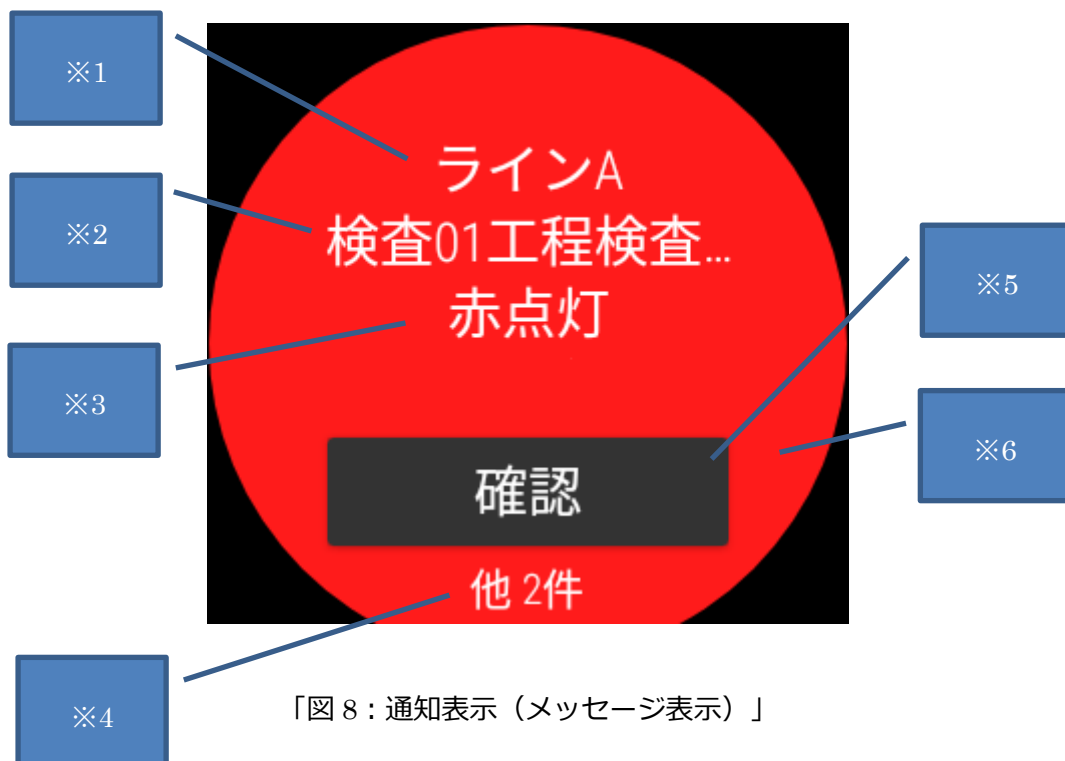 ※1
ラインA
※2
検査01工程検査…
※5
赤点灯
※3
※6
確認
他 2件
※4
「図 8：通知表示（メッセージ表示）」